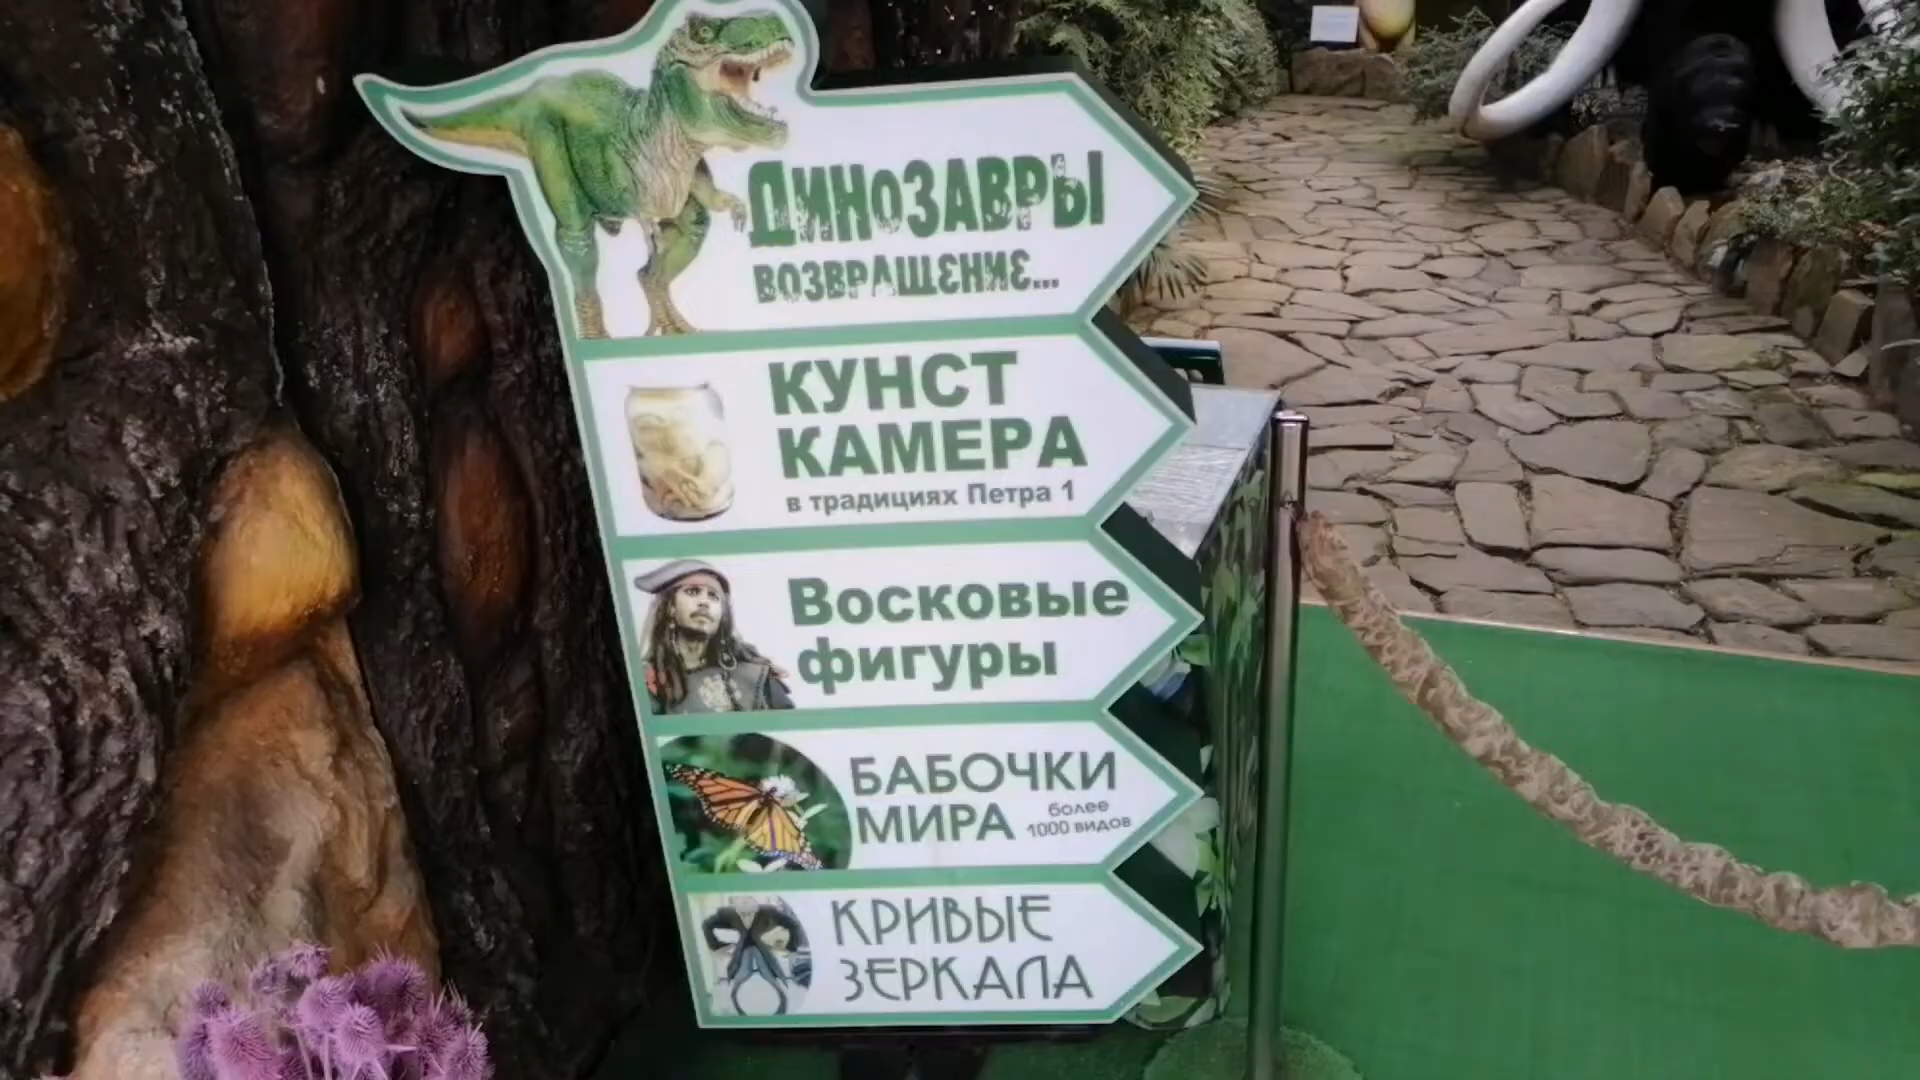 ДИНОЗАВРЫ
ВОЗВРАЩЕНИЕ...
КУНСТ
КАМЕРА
в традициях Петра 1
Восковые
фигуры
БАБОЧКИ
МИРА более
1000 видов
КРИВЫЕ
ЗЕРКАЛА